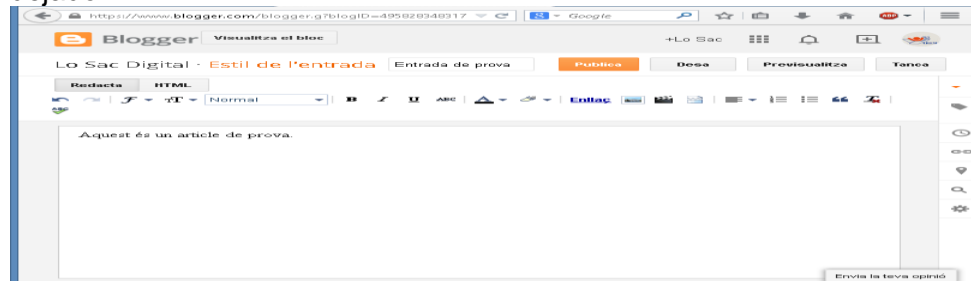 https://www.blogger.com/blogger.g?blogID=495828348317
Google
Blogger
Visualitza el bloc
+Lo Sac
Lo Sac Digital · Estil de l'entrada
Entrada de prova
Publica
Desa
Previsualitza
Tanca
Redacta
HTML
Normal
B I U ABC
Enllaç
Aquest és un article de prova.
Envia la teva opinió